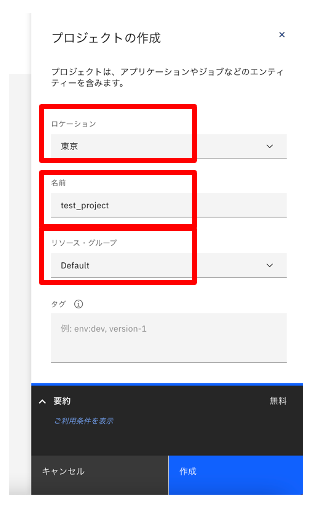 プロジェクトの作成
プロジェクトは、アプリケーションやジョブなどのエンティ
ティーを含みます。
ロケーション
東京
名前
test_project
リソース・グループ
Default
タグ
例: env:dev, version-1
要約
無料
ご利用条件を表示
キャンセル
作成